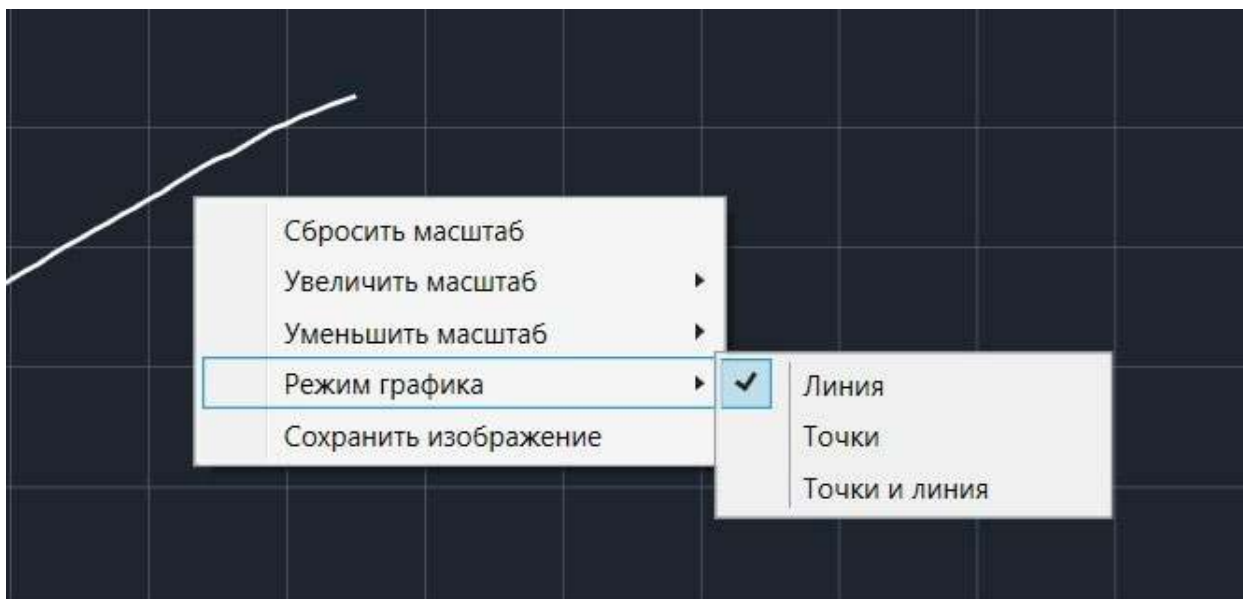 Сбросить масштаб
Увеличить масштаб
Уменьшить масштаб
Режим графика
Сохранить изображение
Линия
Точки
Точки и линия